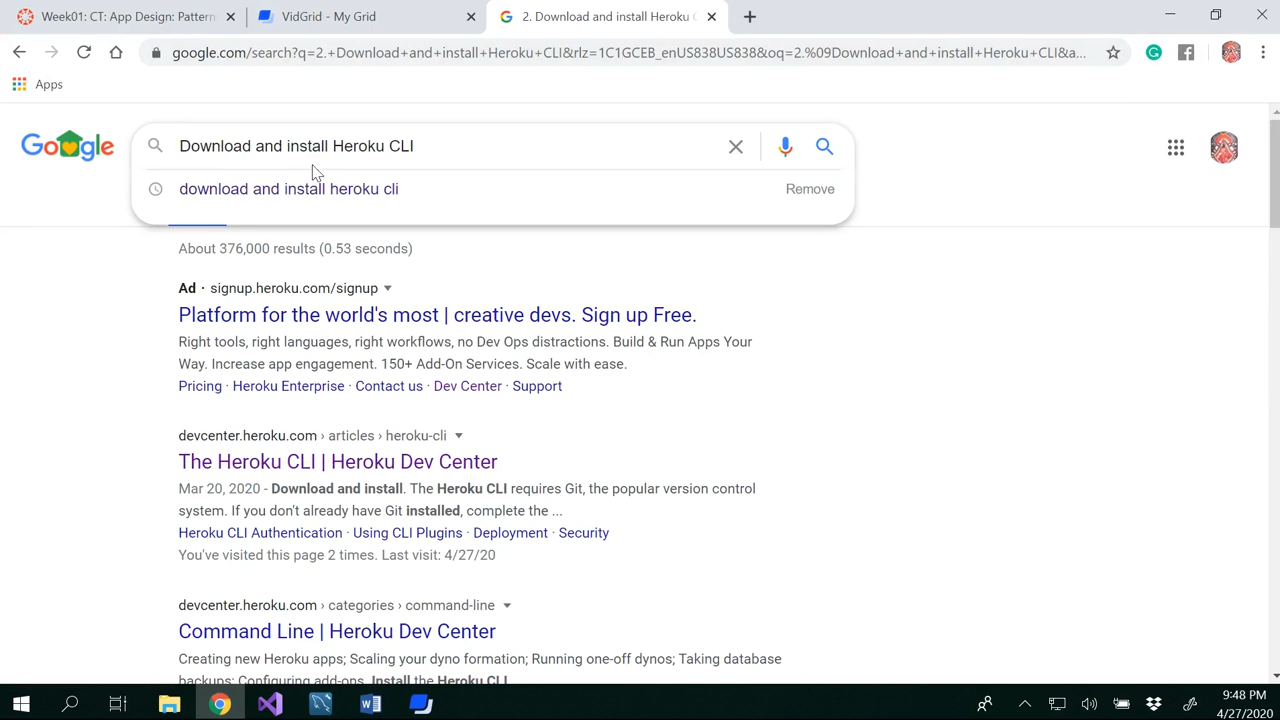 Week01: CT: App Design: Pattern
VidGrid - My Grid
2. Download and install Heroku C
google.com/search?q=2.+Download+and+install+Heroku+CLI&rlz=1C1GCEB_enUS838US838&oq=2.%09Download+and+install+Heroku+CLI&a...
Apps
Google
Download and install Heroku CLI
download and install heroku cli
Remove
About 376,000 results (0.53 seconds)
Ad · signup.heroku.com/signup
Platform for the world's most | creative devs. Sign up Free.
Right tools, right languages, right workflows, no Dev Ops distractions. Build & Run Apps Your
Way. Increase app engagement. 150+ Add-On Services. Scale with ease.
Pricing · Heroku Enterprise · Contact us · Dev Center · Support
devcenter.heroku.com › articles › heroku-cli
The Heroku CLI | Heroku Dev Center
Mar 20, 2020 - Download and install. The Heroku CLI requires Git, the popular version control
system. If you don't already have Git installed, complete the ...
Heroku CLI Authentication · Using CLI Plugins · Deployment · Security
You've visited this page 2 times. Last visit: 4/27/20
devcenter.heroku.com › categories › command-line
Command Line | Heroku Dev Center
Creating new Heroku apps; Scaling your dyno formation; Running one-off dynos; Taking database
backups; Configuring add-ons. Install the Heroku CLI.
9:48 PM
4/27/2020